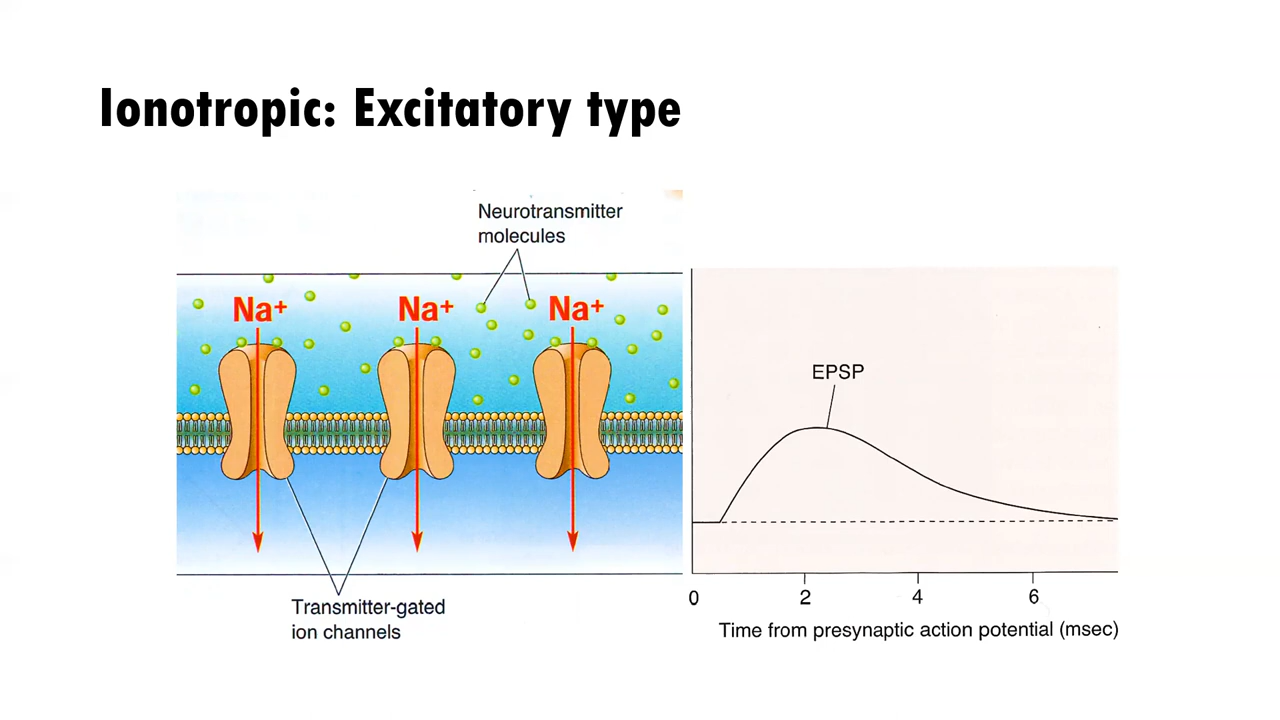 Ionotropic: Excitatory type
Neurotransmitter
molecules
Na+
Na+
Na+
Transmitter-gated
ion channels
EPSP
0
2
4
6
Time from presynaptic action potential (msec)